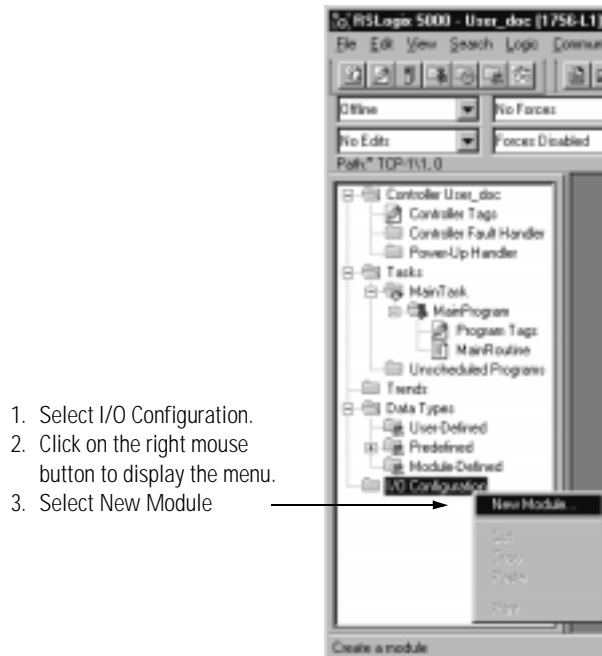 RSLogix 5000 - User_doc [1756-L1]
File Edit View Search Logic Commun
Offline
No Forces
No Edits
Forces Disabled
Path:* TCP-1\1, 0
Controller User_doc
Controller Tags
Controller Fault Handler
Power-Up Handler
Tasks
MainTask
MainProgram
Program Tags
MainRoutine
Unscheduled Programs
Trends
Data Types
User-Defined
Predefined
Module-Defined
I/O Configuration
1. Select I/O Configuration.
2. Click on the right mouse
button to display the menu.
3. Select New Module
New Module...
Cut
Copy
Paste
Print
Create a module